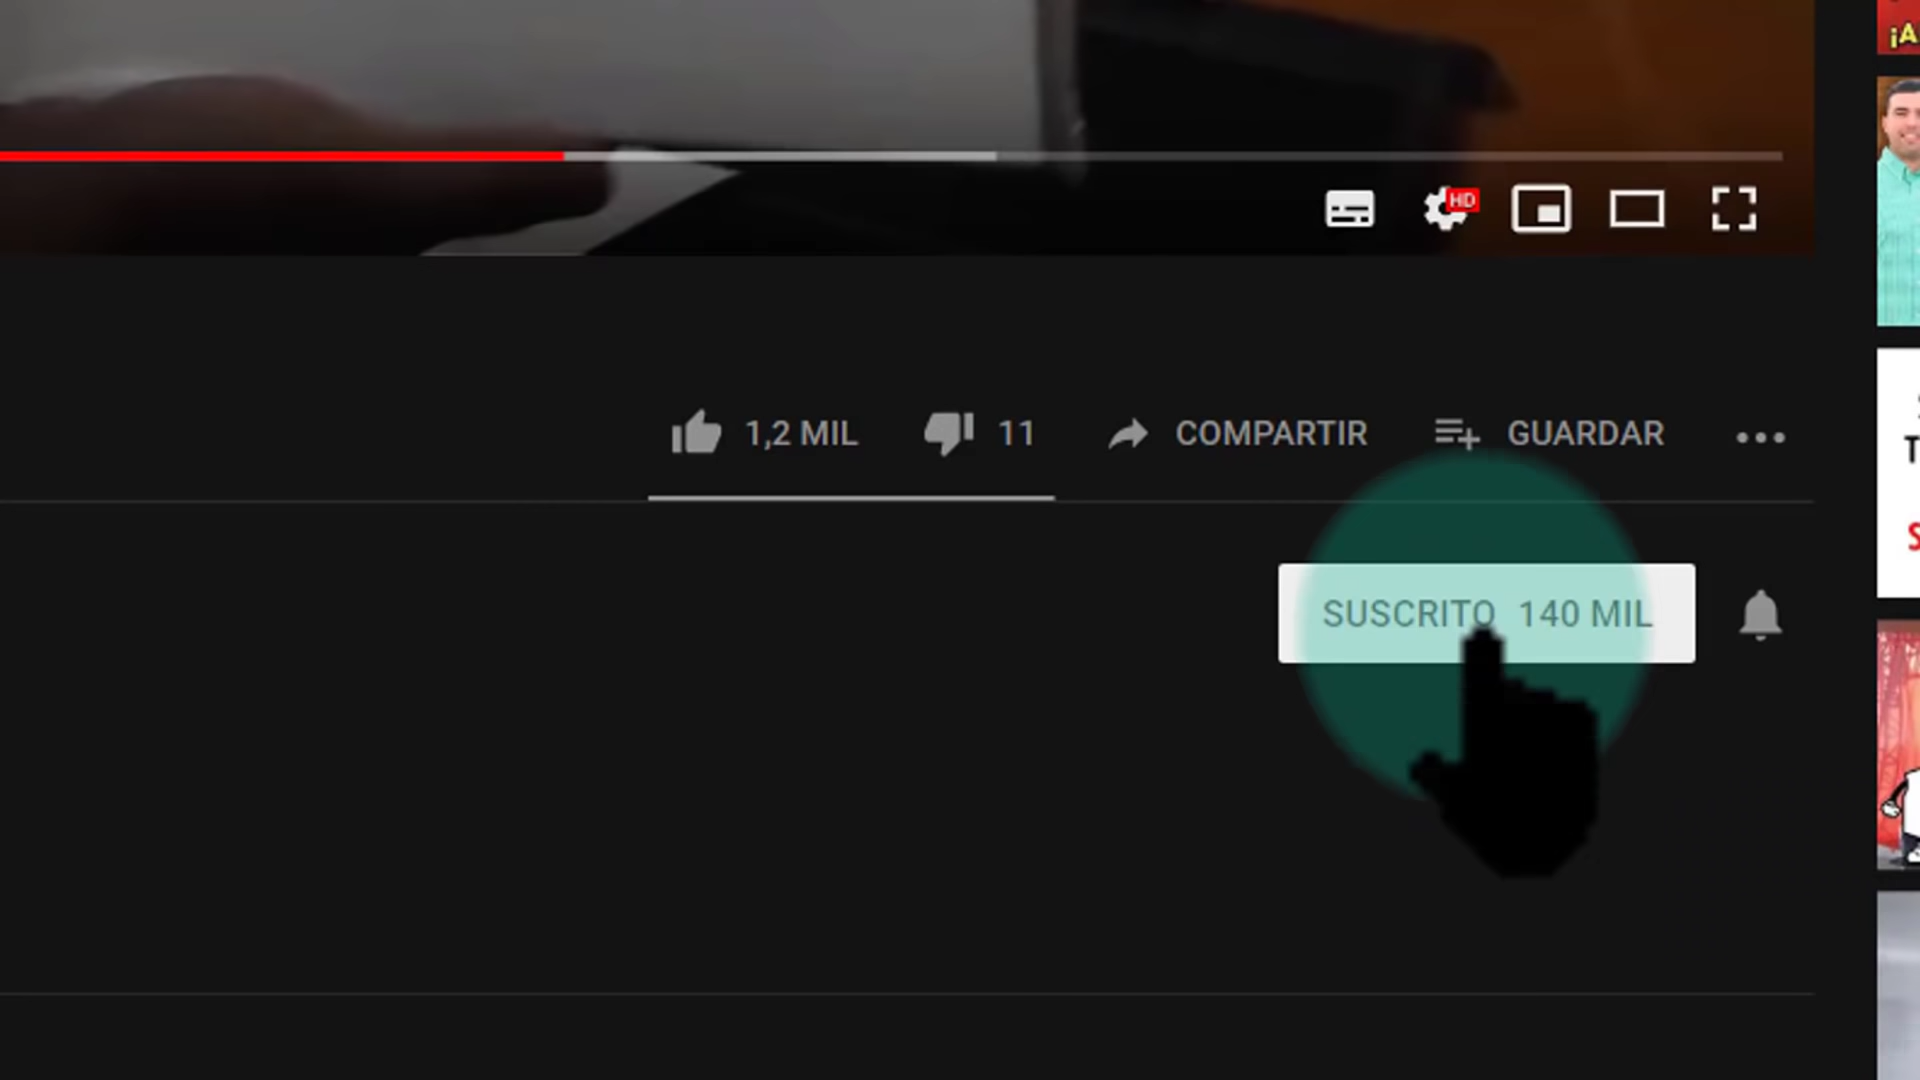 ¡A
HD
1,2 MIL 11 COMPARTIR GUARDAR
T
S
SUSCRITO 140 MIL